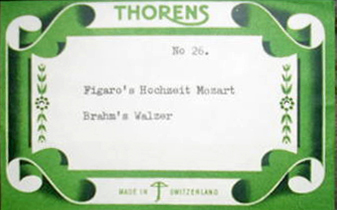 THORENS
No 26.
Figaro's Hochzeit Mozart
Brahm's Walzer
MADE IN SWITZERLAND